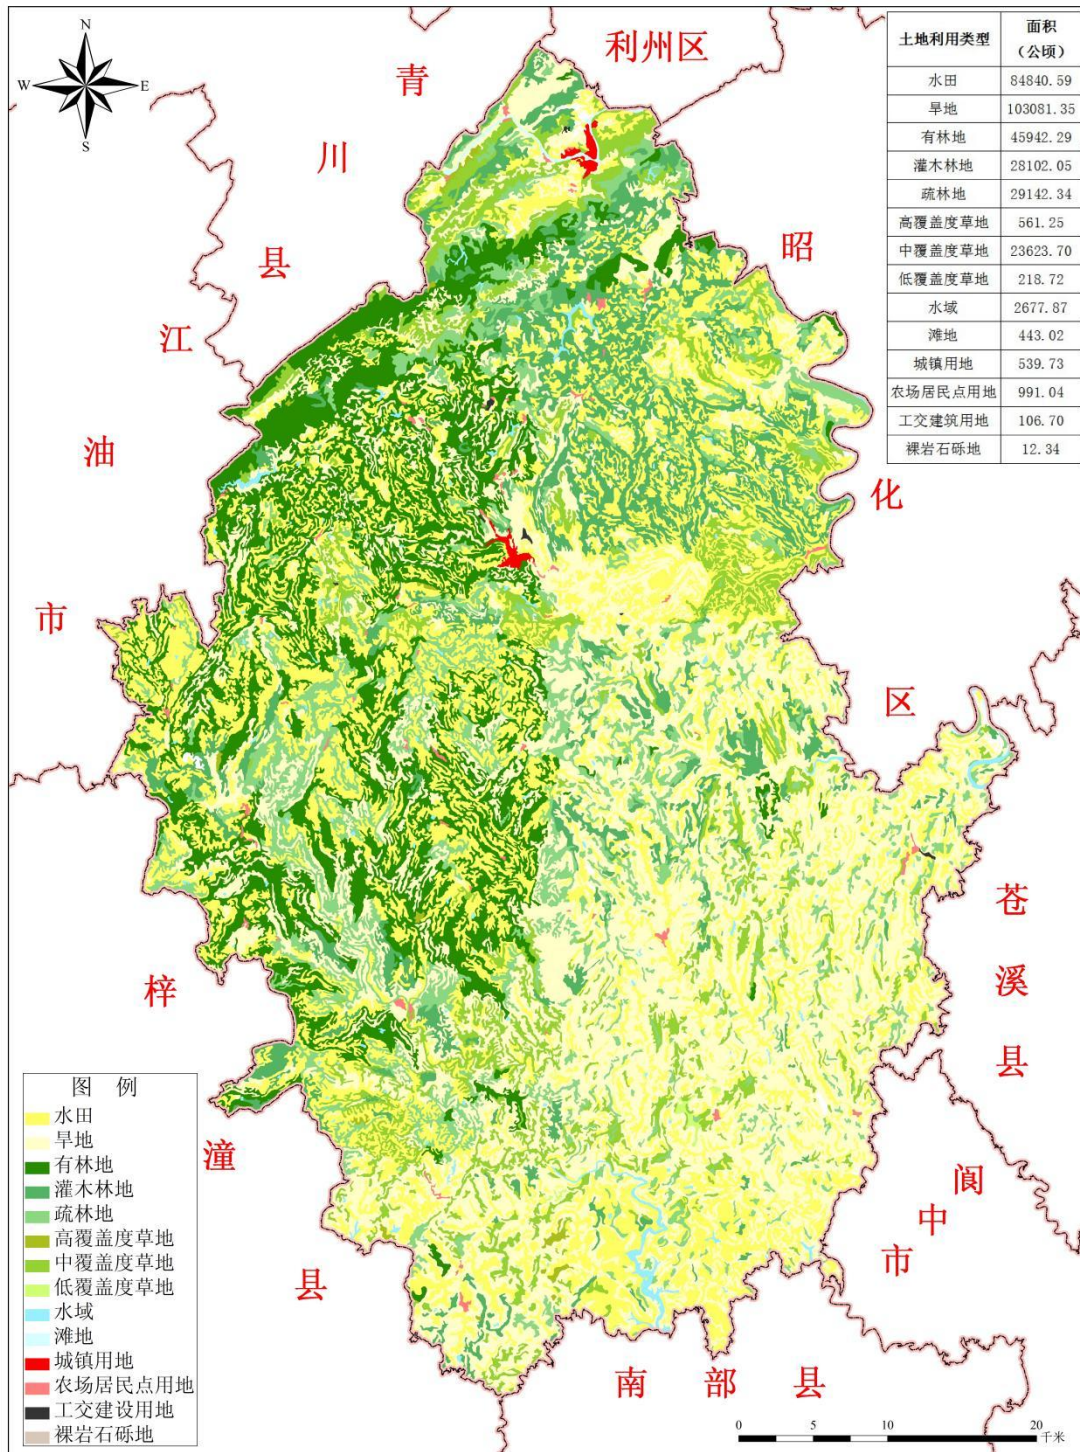 N
W E
S
利州区
青
川
县
江
油
市
昭
化
区
梓
潼
县
苍
溪
县
阆
中
市
南 部 县
土地利用类型 面积（公顷）
水田 84840.59
旱地 103081.35
有林地 45942.29
灌木林地 28102.05
疏林地 29142.34
高覆盖度草地 561.25
中覆盖度草地 23623.70
低覆盖度草地 218.72
水域 2677.87
滩地 443.02
城镇用地 539.73
农场居民点用地 991.04
工交建筑用地 106.70
裸岩石砾地 12.34
图 例
水田
旱地
有林地
灌木林地
疏林地
高覆盖度草地
中覆盖度草地
低覆盖度草地
水域
滩地
城镇用地
农场居民点用地
工交建设用地
裸岩石砾地
0 5 10 20
千米